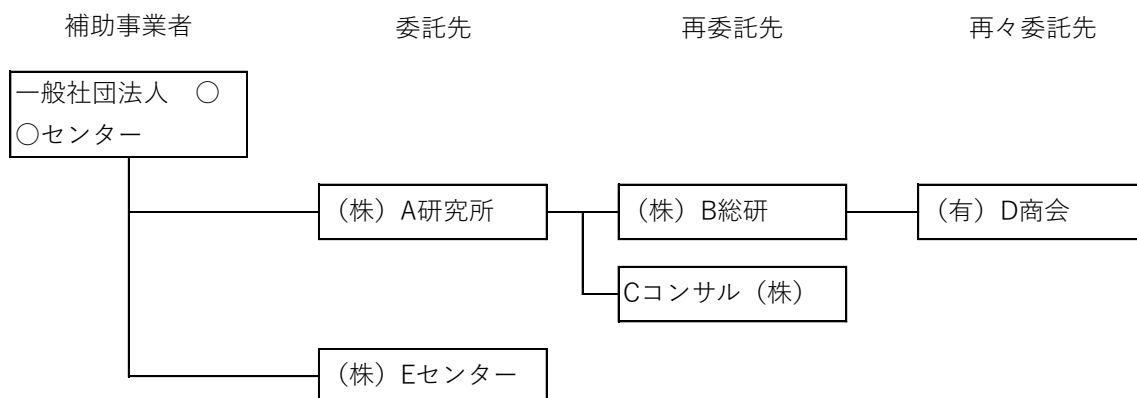 補助事業者 委託先 再委託先 再々委託先
一般社団法人　○
○センター
（株）A研究所 （株）B総研 （有）D商会
Cコンサル（株）
（株）Eセンター